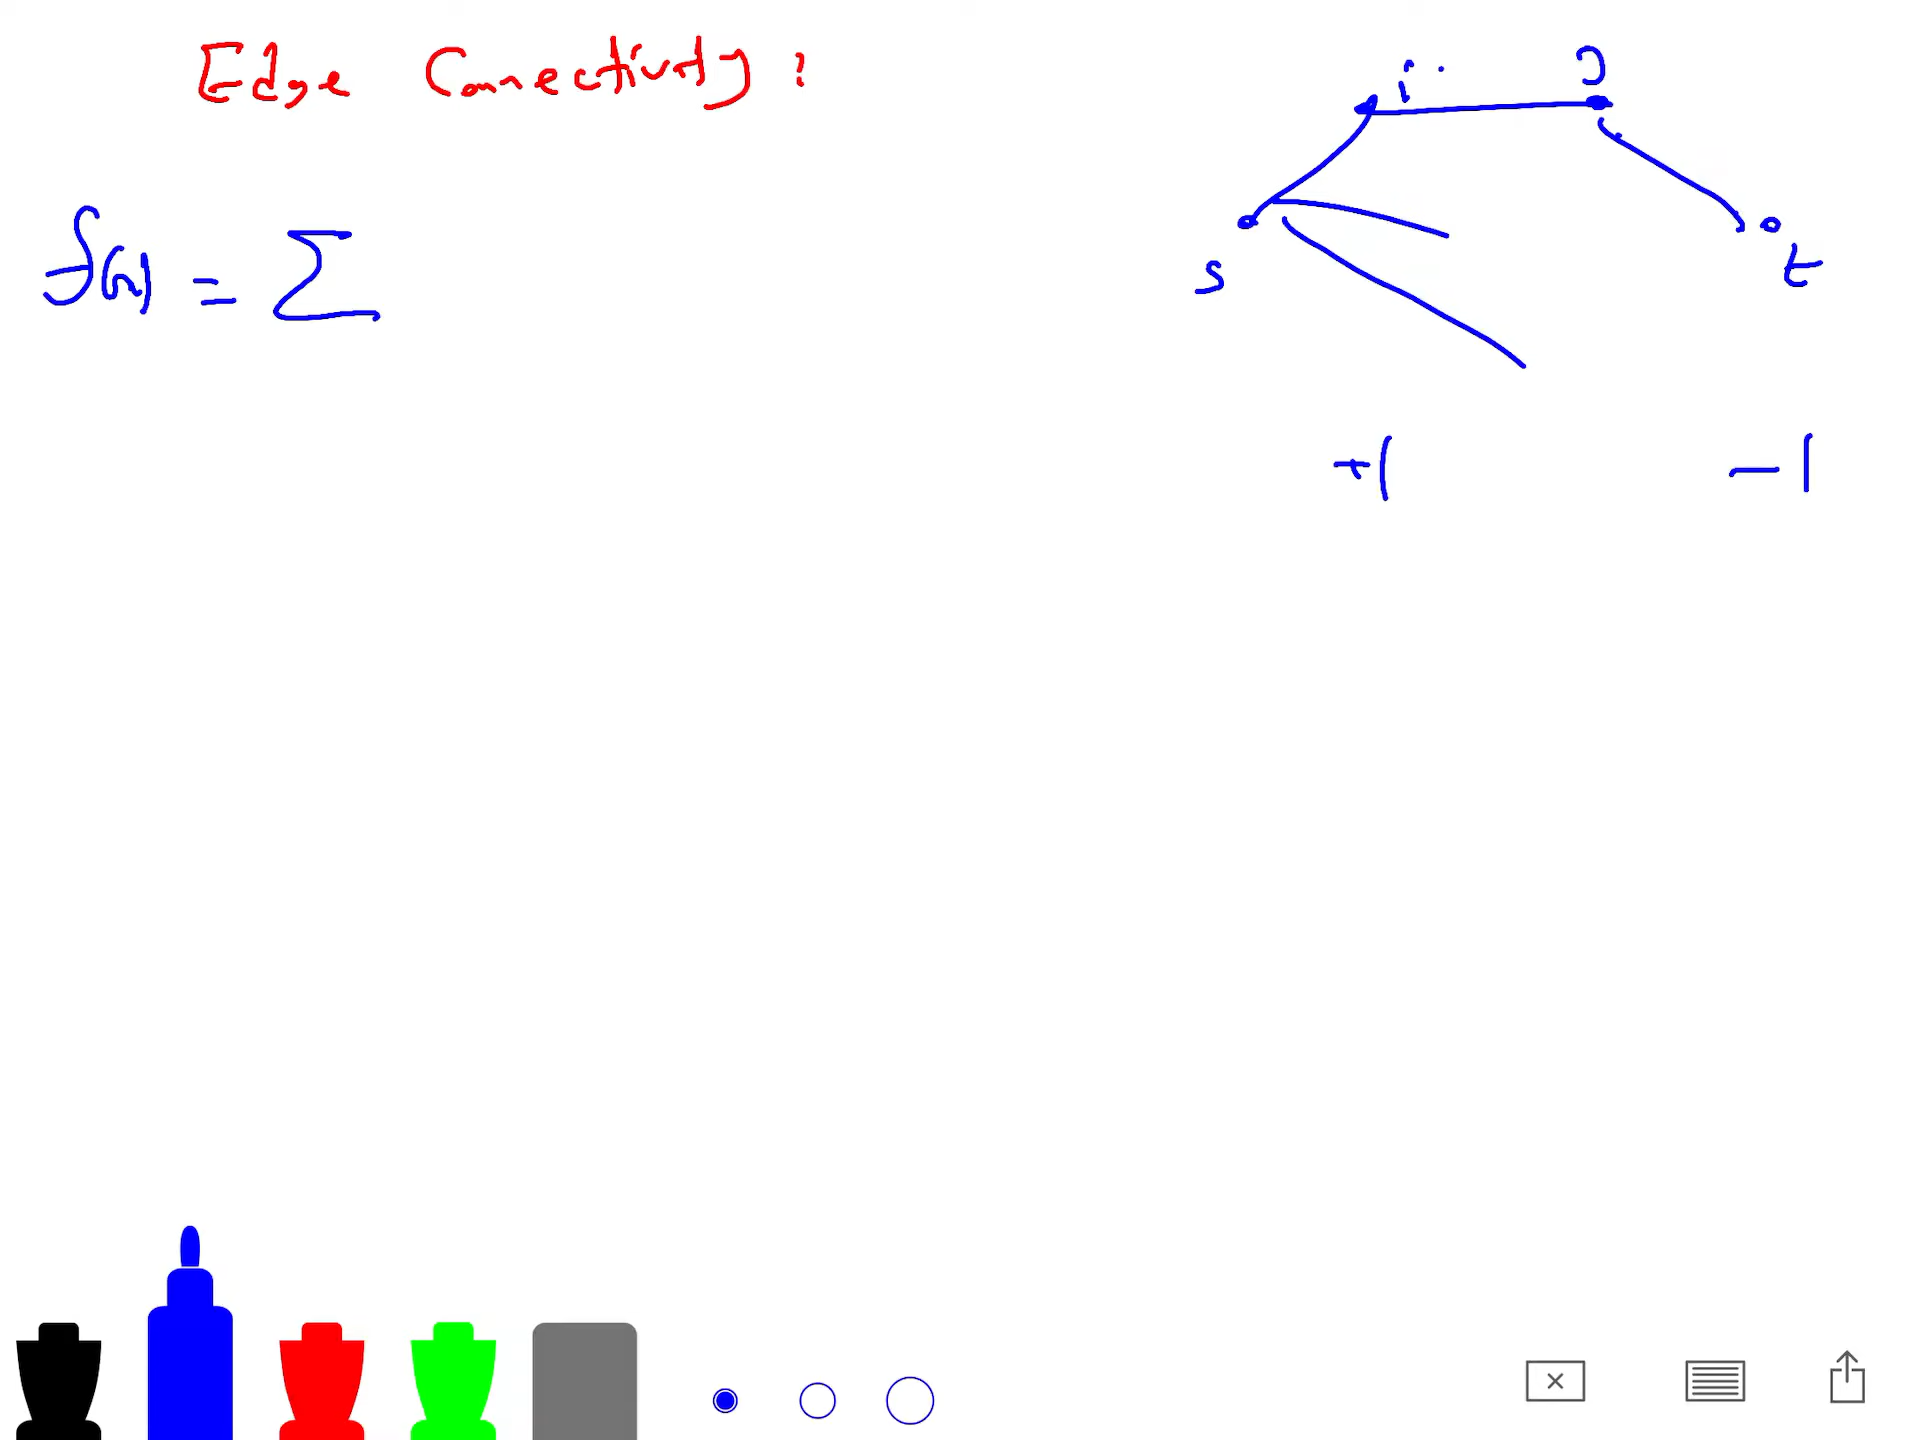 Edge Connectivity :
i j
f(x) = Σ
s t
+1 -1